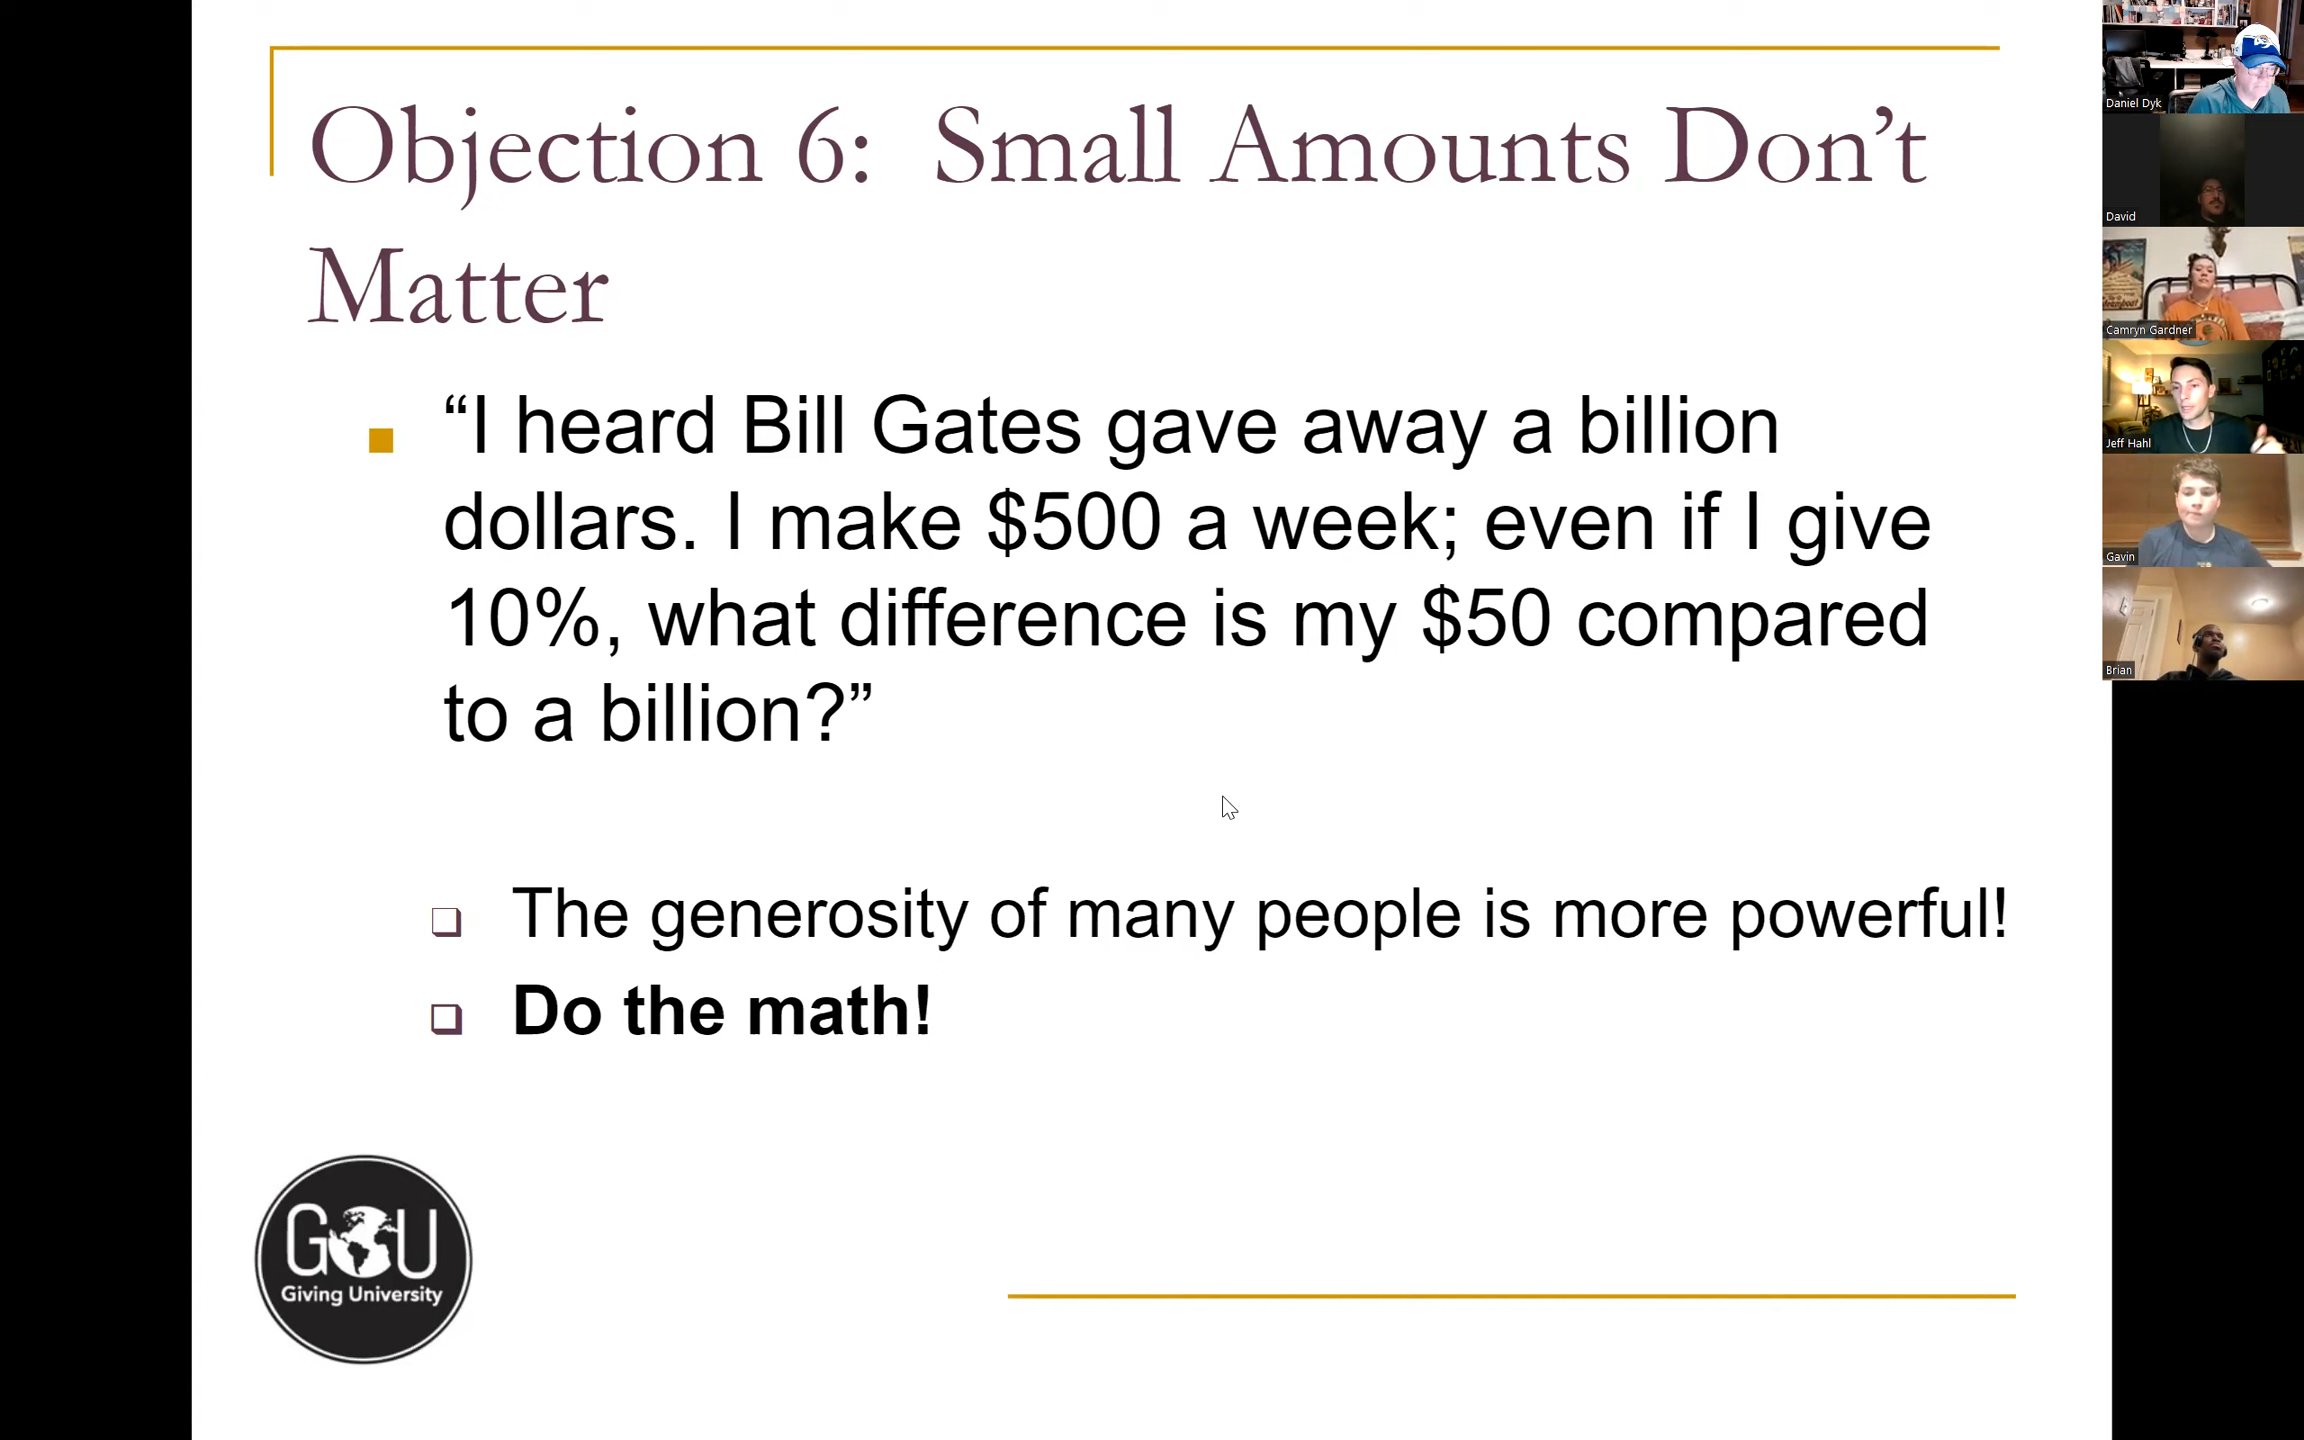 Objection 6: Small Amounts Don’t
Matter
“I heard Bill Gates gave away a billion
dollars. I make $500 a week; even if I give
10%, what difference is my $50 compared
to a billion?”
The generosity of many people is more powerful!
Do the math!
GU
Giving University
Daniel Dyk
David
Camryn Gardner
Jeff Hahl
Gavin
Brian